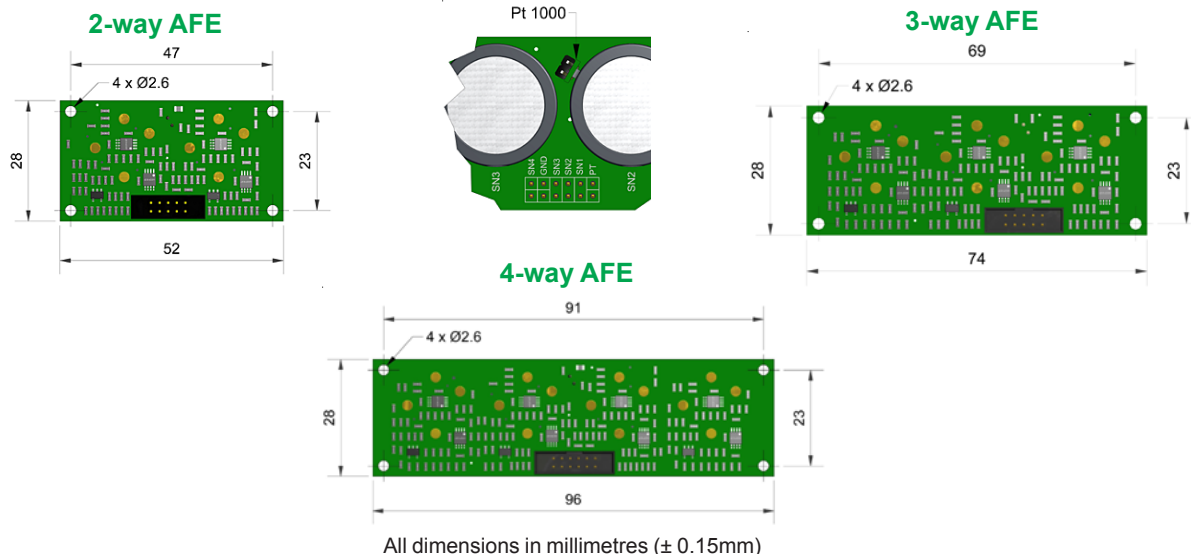 2-way AFE
47
4 x Ø2.6
28
23
52
Pt 1000
SN3
SN4
GND
SN3
SN2
SN1
PT
SN2
3-way AFE
69
4 x Ø2.6
28
23
74
4-way AFE
91
4 x Ø2.6
28
23
96
All dimensions in millimetres (± 0.15mm)